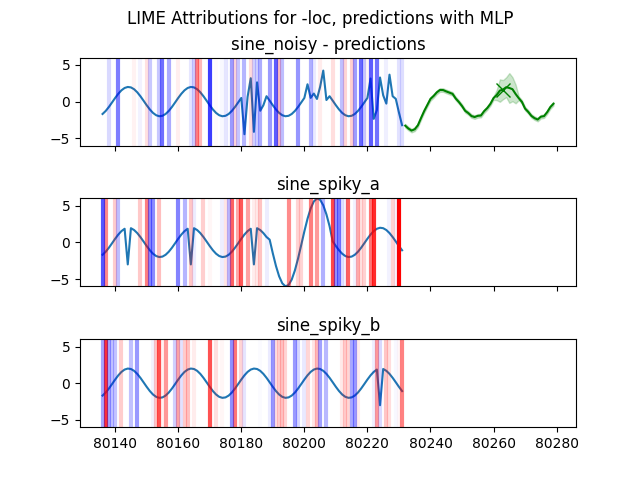 LIME Attributions for -loc, predictions with MLP
sine_noisy - predictions
5
0
−5
sine_spiky_a
5
0
−5
sine_spiky_b
5
0
−5
80140 80160 80180 80200 80220 80240 80260 80280